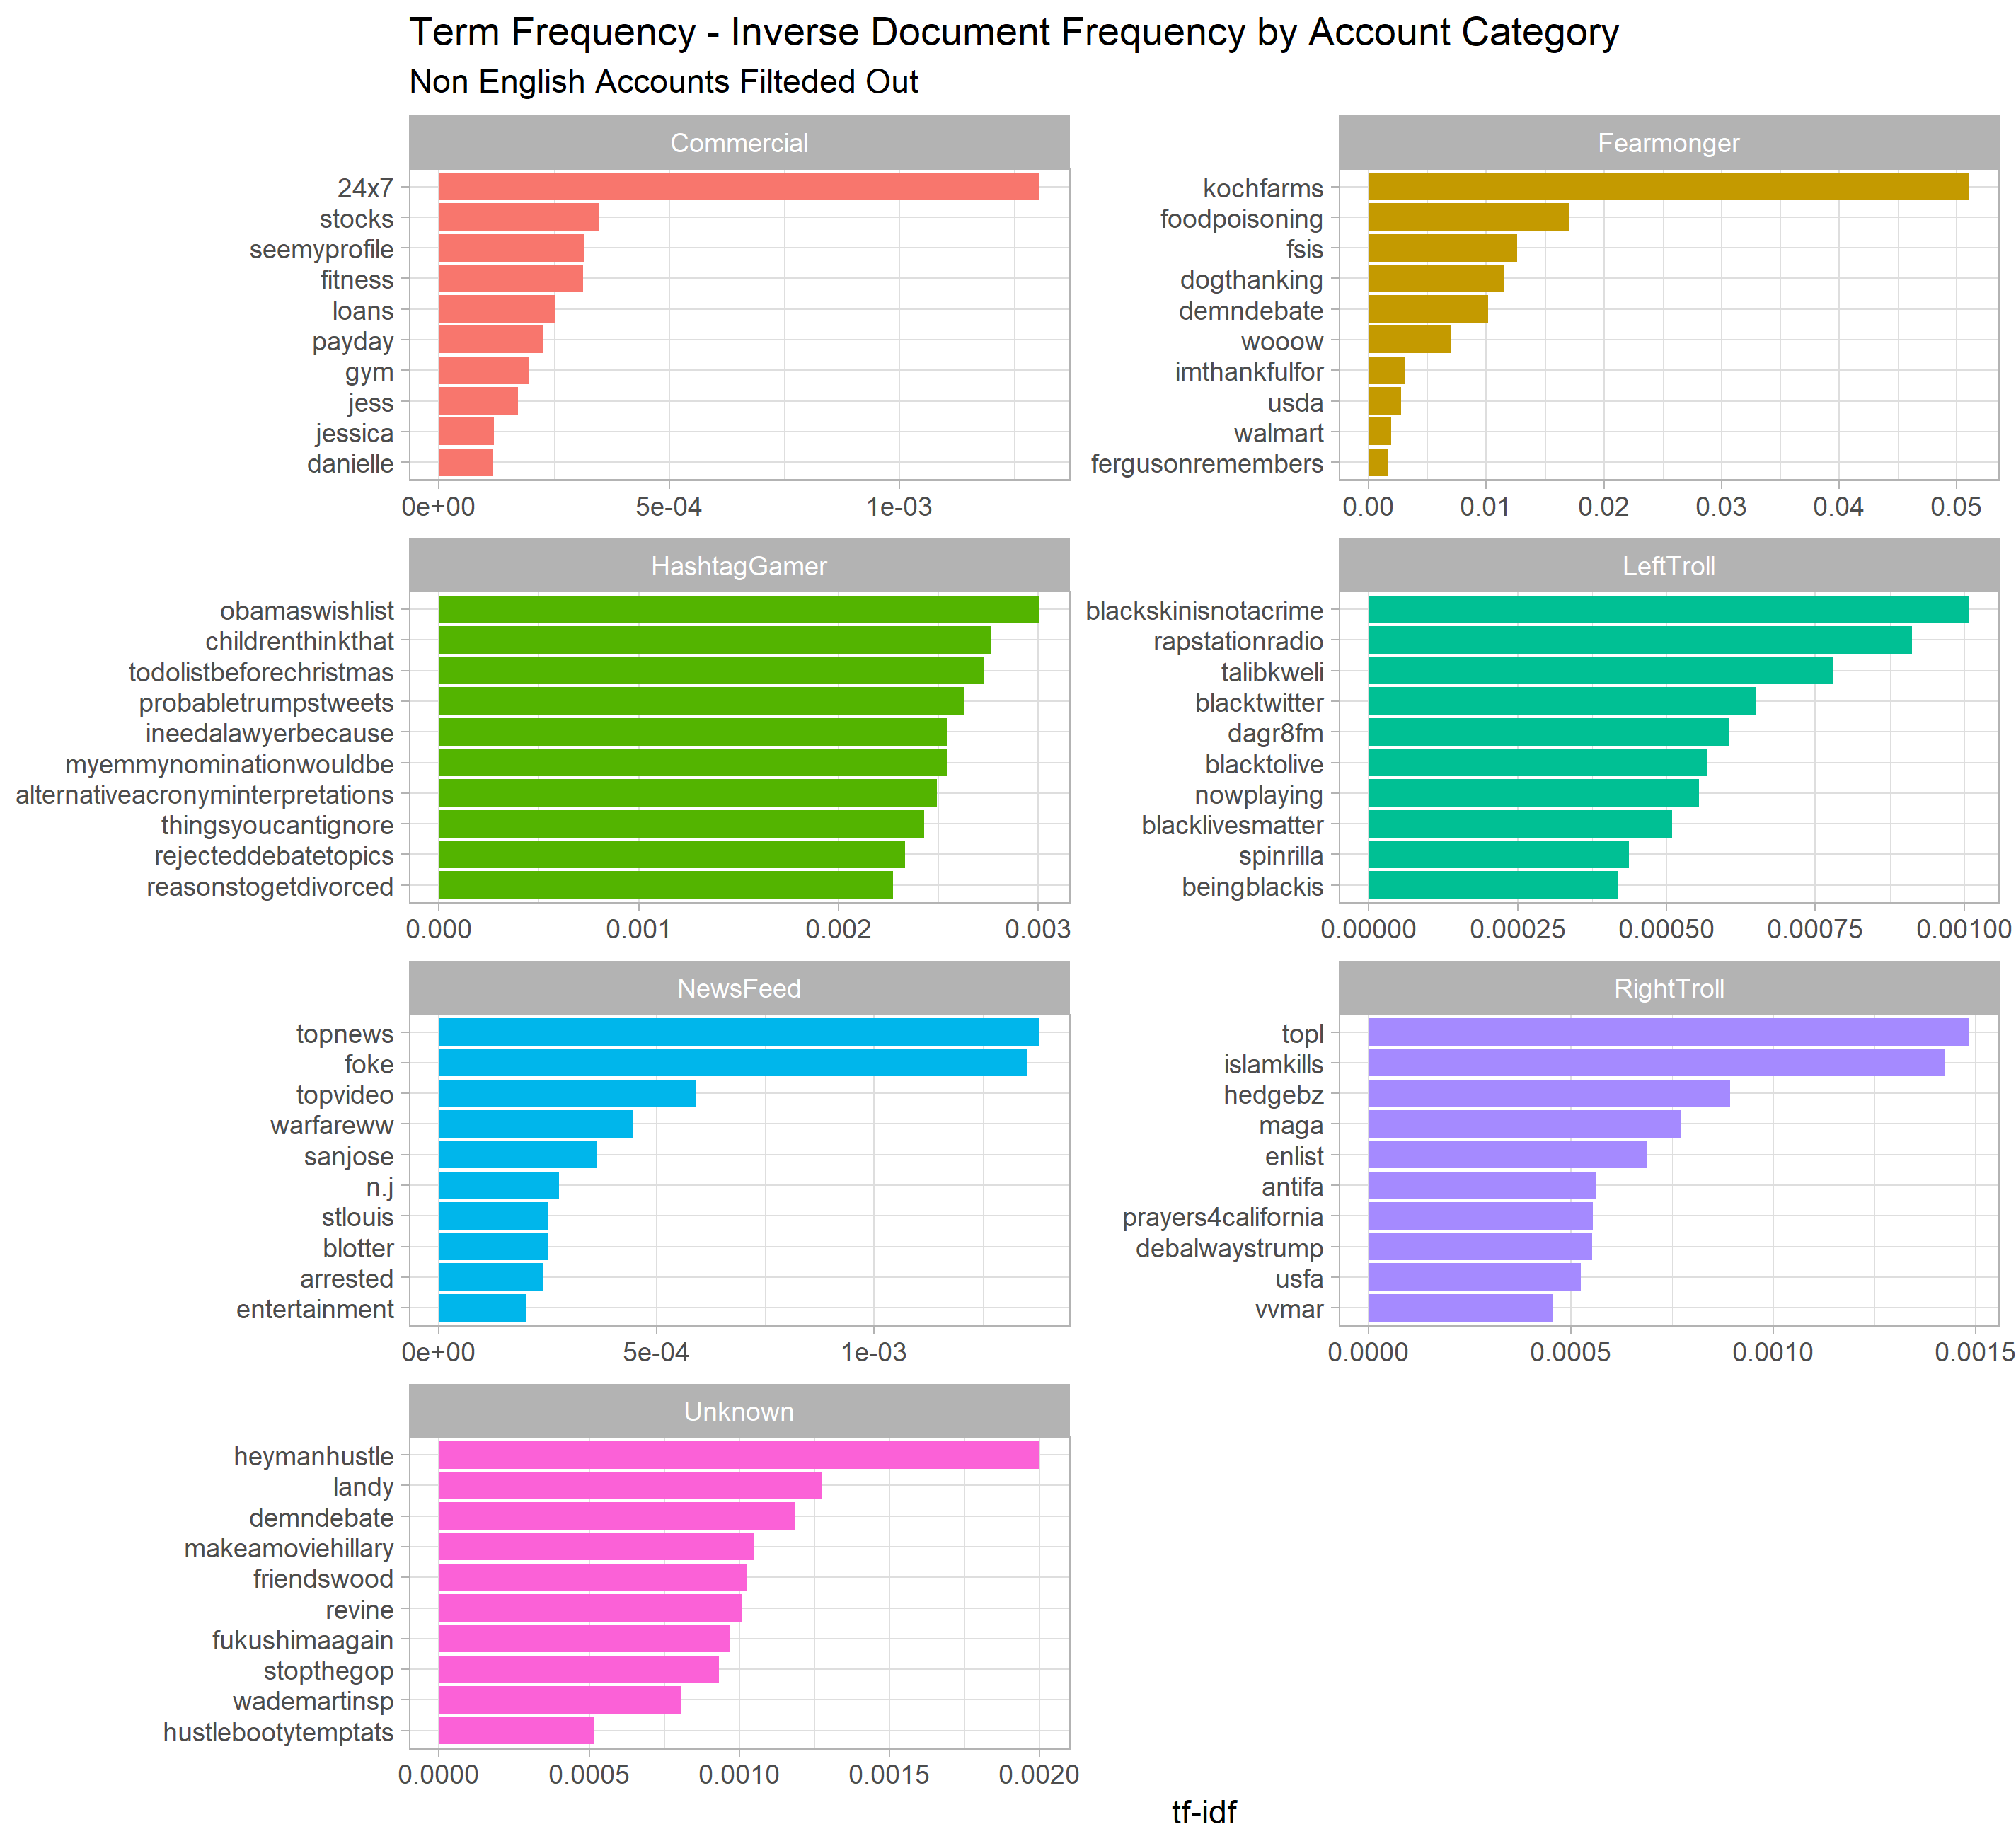 Term Frequency - Inverse Document Frequency by Account Category
Non English Accounts Filteded Out
Commercial
24x7
stocks
seemyprofile
fitness
loans
payday
gym
jess
jessica
danielle
0e+00 5e-04 1e-03
Fearmonger
kochfarms
foodpoisoning
fsis
dogthanking
demndebate
wooow
imthankfulfor
usda
walmart
fergusonremembers
0.00 0.01 0.02 0.03 0.04 0.05
HashtagGamer
obamaswishlist
childrenthinkthat
todolistbeforechristmas
probabletrumpstweets
ineedalawyerbecause
myemmynominationwouldbe
alternativeacronyminterpretations
thingsyoucantignore
rejecteddebatetopics
reasonstogetdivorced
0.000 0.001 0.002 0.003
LeftTroll
blackskinisnotacrime
rapstationradio
talibkweli
blacktwitter
dagr8fm
blacktolive
nowplaying
blacklivesmatter
spinrilla
beingblackis
0.00000 0.00025 0.00050 0.00075 0.00100
NewsFeed
topnews
foke
topvideo
warfareww
sanjose
n.j
stlouis
blotter
arrested
entertainment
0e+00 5e-04 1e-03
RightTroll
topl
islamkills
hedgebz
maga
enlist
antifa
prayers4california
debalwaystrump
usfa
vvmar
0.0000 0.0005 0.0010 0.0015
Unknown
heymanhustle
landy
demndebate
makeamoviehillary
friendswood
revine
fukushimaagain
stopthegop
wademartinsp
hustlebootytemptats
0.0000 0.0005 0.0010 0.0015 0.0020
tf-idf